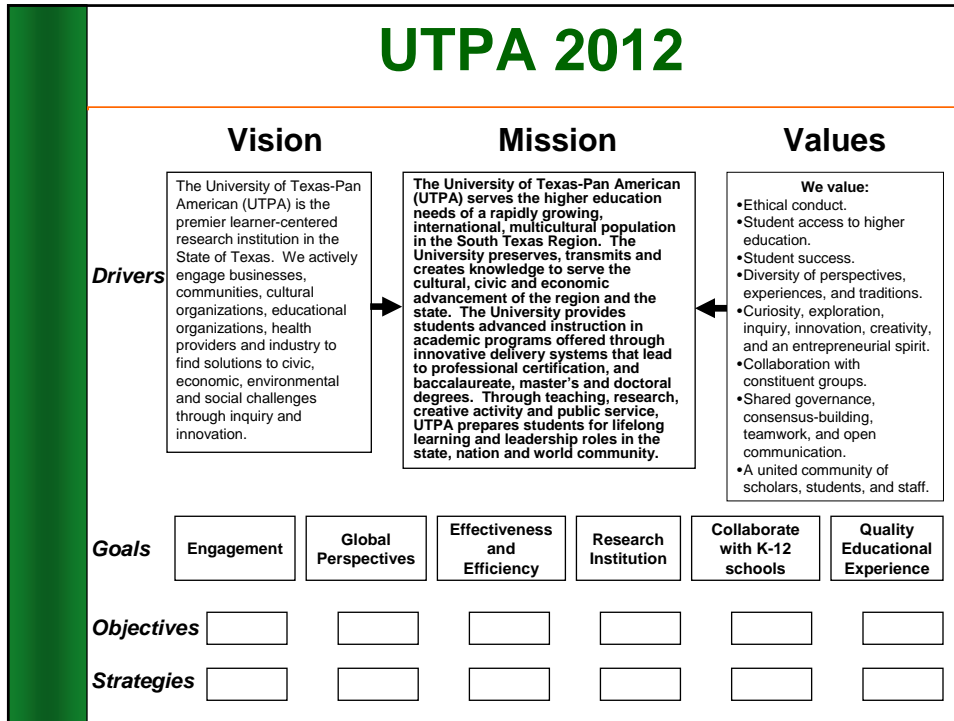 UTPA 2012
Vision
Mission
Values
Drivers
The University of Texas-Pan
American (UTPA) is the
premier learner-centered
research institution in the
State of Texas.  We actively
engage businesses,
communities, cultural
organizations, educational
organizations, health
providers and industry to
find solutions to civic,
economic, environmental
and social challenges
through inquiry and
innovation.
The University of Texas-Pan American
(UTPA) serves the higher education
needs of a rapidly growing,
international, multicultural population
in the South Texas Region.  The
University preserves, transmits and
creates knowledge to serve the
cultural, civic and economic
advancement of the region and the
state.  The University provides
students advanced instruction in
academic programs offered through
innovative delivery systems that lead
to professional certification, and
baccalaureate, master's and doctoral
degrees.  Through teaching, research,
creative activity and public service,
UTPA prepares students for lifelong
learning and leadership roles in the
state, nation and world community.
We value:
•Ethical conduct.
•Student access to higher
education.
•Student success.
•Diversity of perspectives,
experiences, and traditions.
•Curiosity, exploration,
inquiry, innovation, creativity,
and an entrepreneurial spirit.
•Collaboration with
constituent groups.
•Shared governance,
consensus-building,
teamwork, and open
communication.
•A united community of
scholars, students, and staff.
Goals
Engagement
Global
Perspectives
Effectiveness
and
Efficiency
Research
Institution
Collaborate
with K-12
schools
Quality
Educational
Experience
Objectives
Strategies